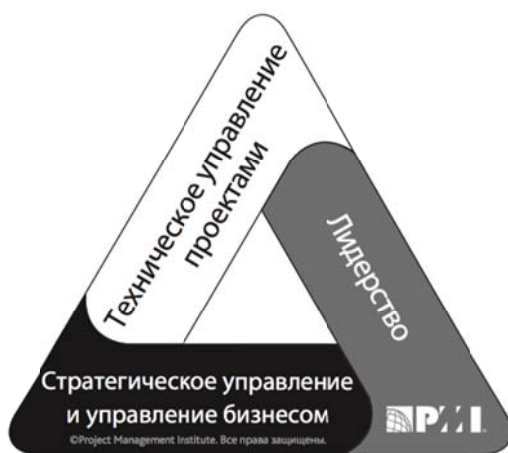 Техническое управление
проектами
Лидерство
Стратегическое управление
и управление бизнесом
©Project Management Institute. Все права защищены.
PMI